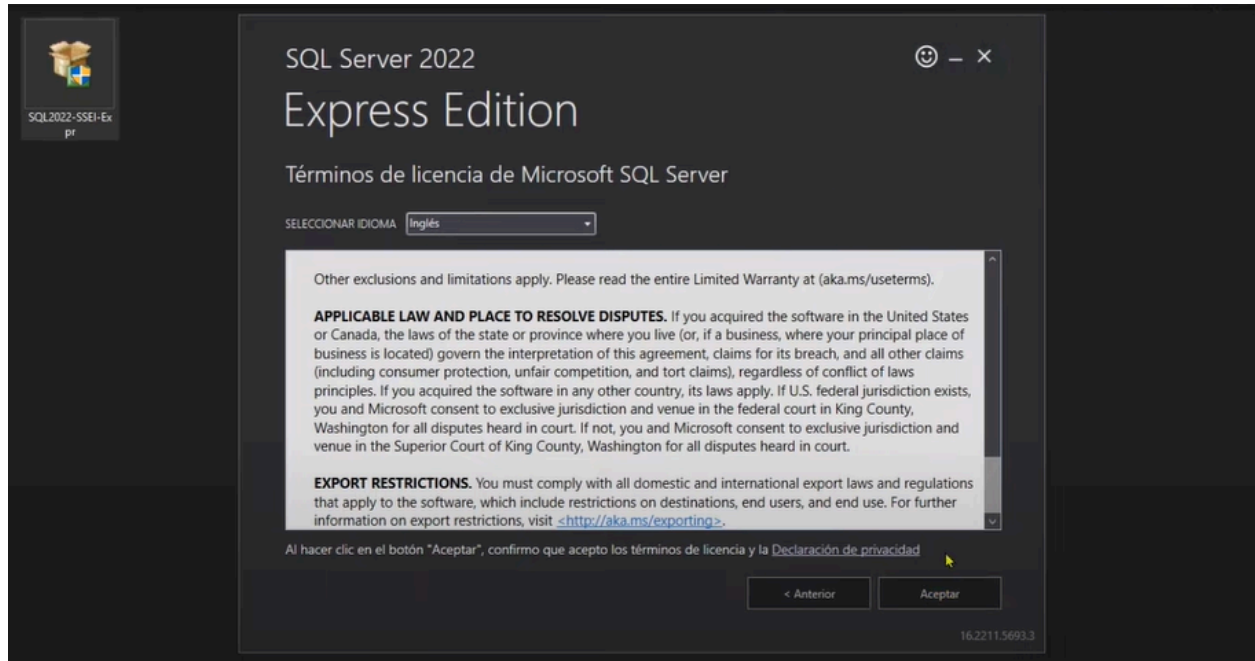 SQL2022-SSEI-Ex
pr
SQL Server 2022
Express Edition
Términos de licencia de Microsoft SQL Server
SELECCIONAR IDIOMA Inglés
Other exclusions and limitations apply. Please read the entire Limited Warranty at (aka.ms/useterms).
APPLICABLE LAW AND PLACE TO RESOLVE DISPUTES. If you acquired the software in the United States
or Canada, the laws of the state or province where you live (or, if a business, where your principal place of
business is located) govern the interpretation of this agreement, claims for its breach, and all other claims
(including consumer protection, unfair competition, and tort claims), regardless of conflict of laws
principles. If you acquired the software in any other country, its laws apply. If U.S. federal jurisdiction exists,
you and Microsoft consent to exclusive jurisdiction and venue in the federal court in King County,
Washington for all disputes heard in court. If not, you and Microsoft consent to exclusive jurisdiction and
venue in the Superior Court of King County, Washington for all disputes heard in court.
EXPORT RESTRICTIONS. You must comply with all domestic and international export laws and regulations
that apply to the software, which include restrictions on destinations, end users, and end use. For further
information on export restrictions, visit <http://aka.ms/exporting>.
Al hacer clic en el botón "Aceptar", confirmo que acepto los términos de licencia y la Declaración de privacidad
< Anterior
Aceptar
16.2211.5693.3